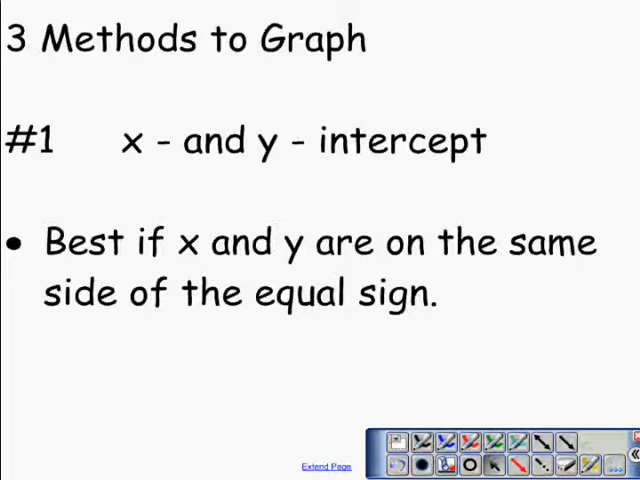 3 Methods to Graph
#1 x - and y - intercept
• Best if x and y are on the same
side of the equal sign.
Extend Page